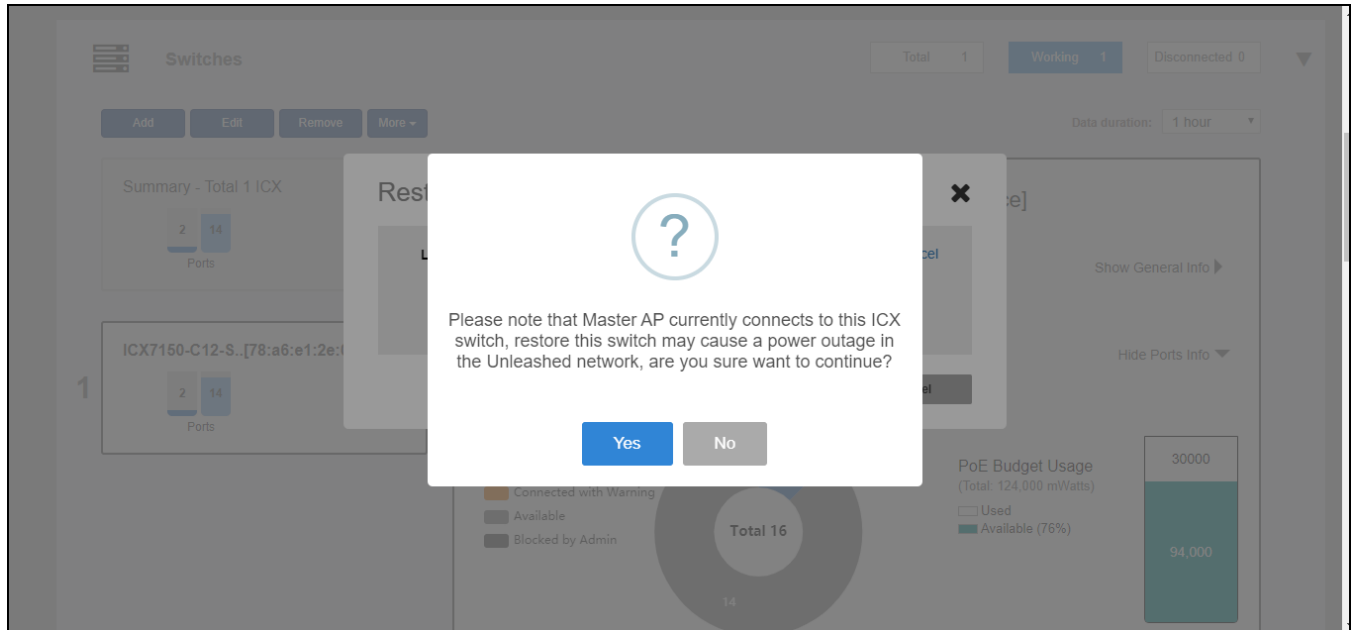 Switches
Total 1
Working 1
Disconnected 0
Add
Edit
Remove
More
Data duration: 1 hour
Summary - Total 1 ICX
2 14
Ports
Rest
?
Please note that Master AP currently connects to this ICX
switch, restore this switch may cause a power outage in
the Unleashed network, are you sure want to continue?
Yes
No
Show General Info
ICX7150-C12-S..[78:a6:e1:2e:
Hide Ports Info
1
2 14
Ports
PoE Budget Usage
(Total: 124,000 mWatts)
Used
Available (76%)
30000
94,000
Connected with Warning
Available
Blocked by Admin
Total 16
14